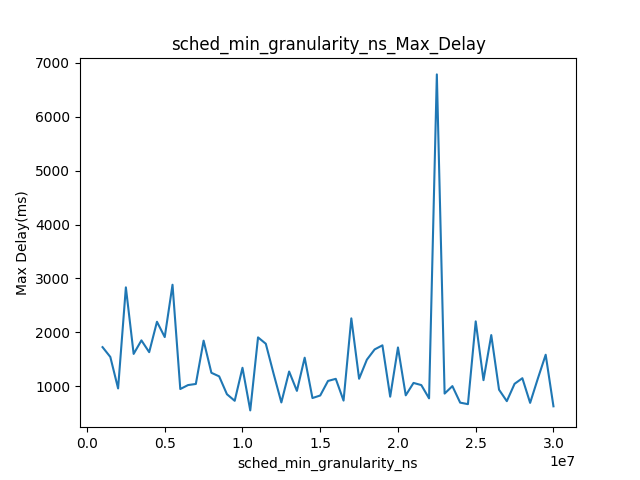 sched_min_granularity_ns_Max_Delay
7000
6000
5000
4000
3000
2000
1000
Max Delay(ms)
0.0 0.5 1.0 1.5 2.0 2.5 3.0
1e7
sched_min_granularity_ns